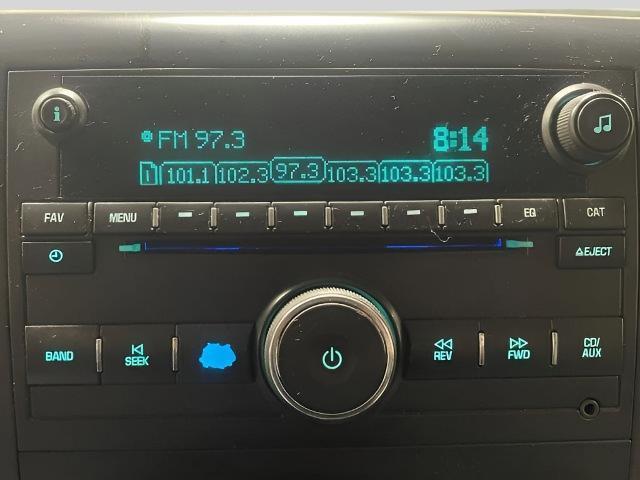 i
FM 97.3 8:14
1 101.1 102.3 97.3 103.3 103.3 103.3
FAV MENU EQ CAT
EJECT
BAND SEEK REV FWD CD/
AUX